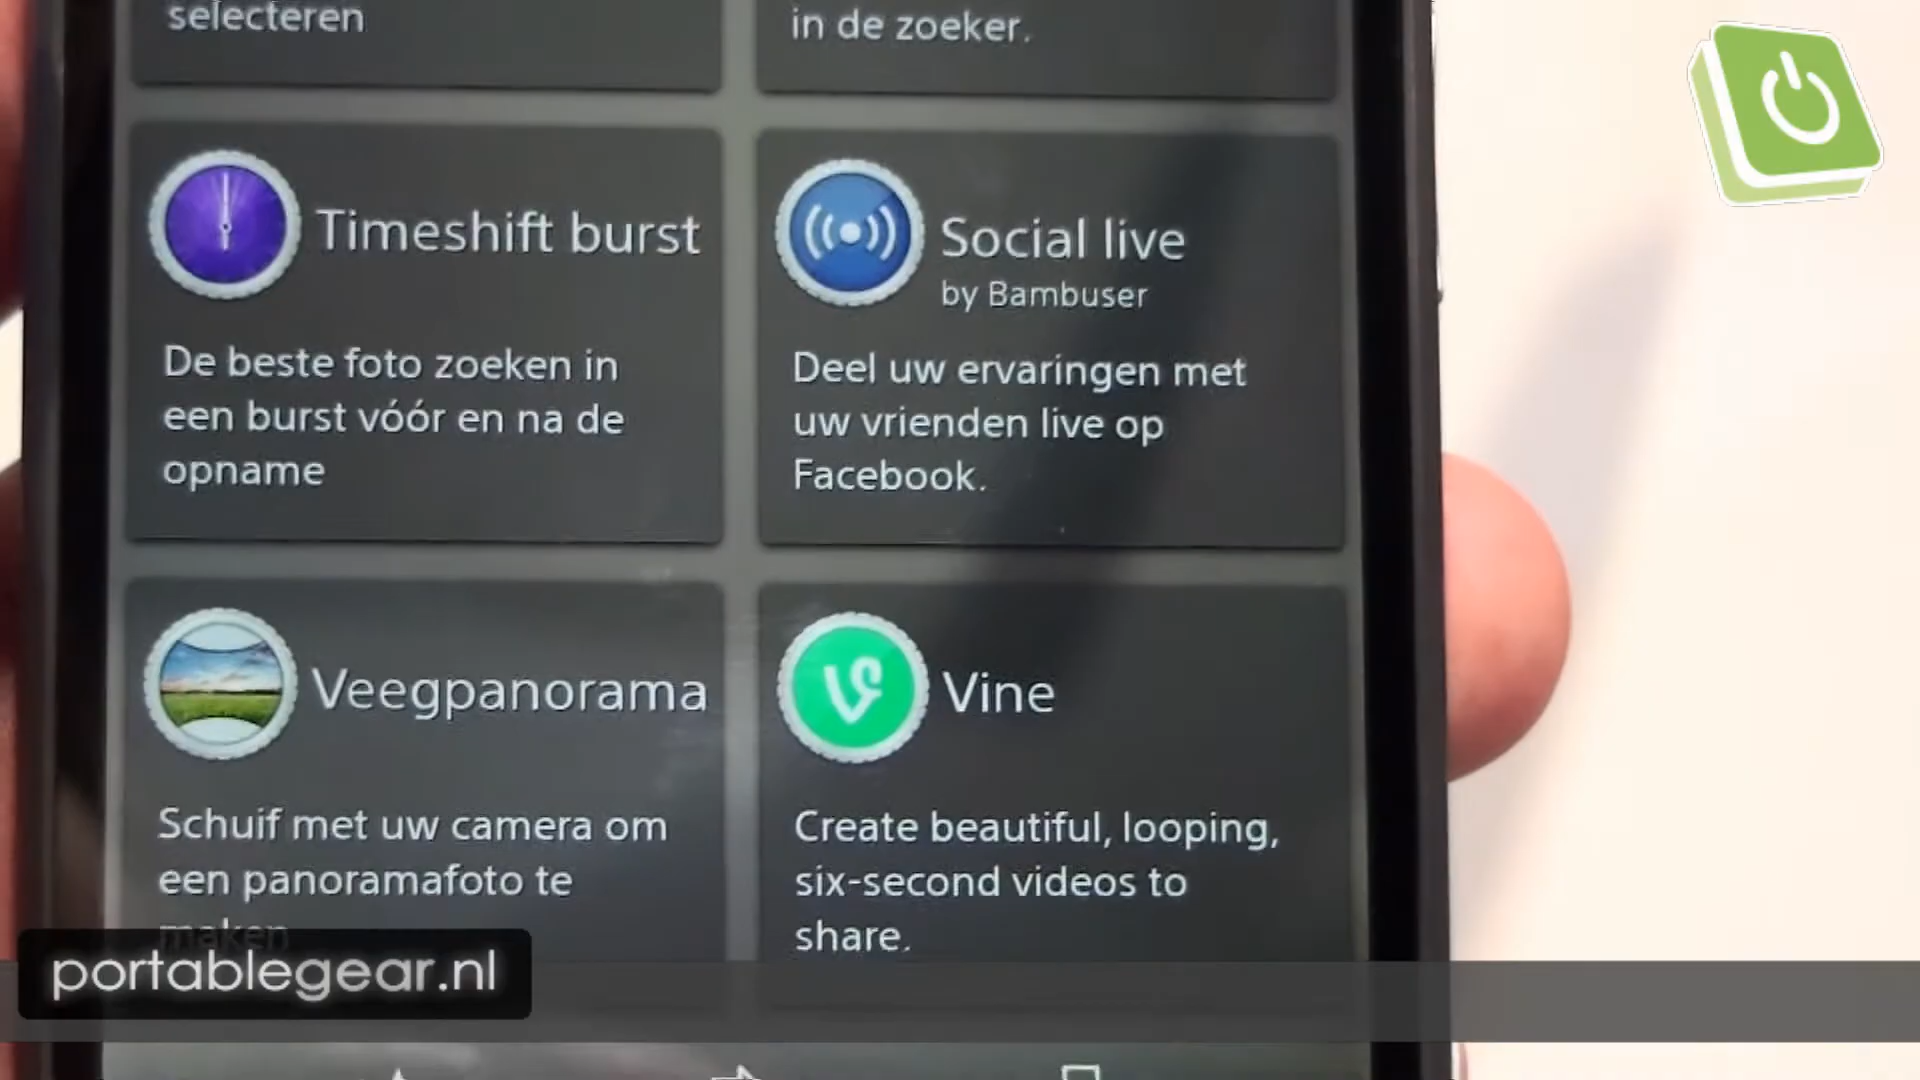 selecteren
in de zoeker.
Timeshift burst
De beste foto zoeken in
een burst vóór en na de
opname
Social live
by Bambuser
Deel uw ervaringen met
uw vrienden live op
Facebook.
Veegpanorama
Schuif met uw camera om
een panoramafoto te
maken
Vine
Create beautiful, looping,
six-second videos to
share.
portablegear.nl